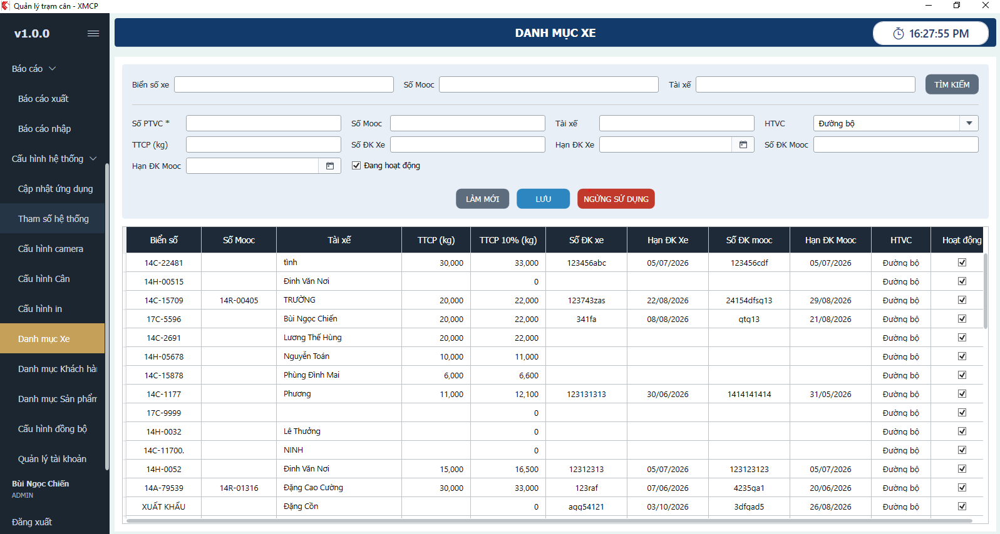 Quản lý trạm cân - XMCP
v1.0.0
DANH MỤC XE
16:27:55 PM
Báo cáo
Báo cáo xuất
Báo cáo nhập
Cấu hình hệ thống
Cập nhật ứng dụng
Tham số hệ thống
Cấu hình camera
Cấu hình Cân
Cấu hình in
Danh mục Xe
Danh mục Khách hàn
Danh mục Sản phẩm
Cấu hình đồng bộ
Quản lý tài khoản
Bùi Ngọc Chiến
ADMIN
Đăng xuất
Biển số xe Số Mooc Tài xế TÌM KIẾM
Số PTVC * Số Mooc Tài xế HTVC Đường bộ
TTCP (kg) Số ĐK Xe Hạn ĐK Xe Số ĐK Mooc
Hạn ĐK Mooc Đang hoạt động
LÀM MỚI LƯU NGỪNG SỬ DỤNG
Biển số Số Mooc Tài xế TTCP (kg) TTCP 10% (kg) Số ĐK xe Hạn ĐK Xe Số ĐK mooc Hạn ĐK Mooc HTVC Hoạt động
14C-22481 tình 30,000 33,000 123456abc 05/07/2026 123456cdf 05/07/2026 Đường bộ
14H-00515 Đinh Văn Nơi 0 Đường bộ
14C-15709 14R-00405 TRƯỜNG 20,000 22,000 123743zas 22/08/2026 24154dfsg13 29/08/2026 Đường bộ
17C-5596 Bùi Ngọc Chiến 20,000 22,000 341fa 08/08/2026 gtg13 21/08/2026 Đường bộ
14C-2691 Lương Thế Hùng 20,000 22,000 Đường bộ
14H-05678 Nguyễn Toán 10,000 11,000 Đường bộ
14C-15878 Phùng Đình Mai 6,000 6,600 Đường bộ
14C-1177 Phương 11,000 12,100 123131313 30/06/2026 1414141414 31/05/2026 Đường bộ
17C-9999 0 Đường bộ
14H-0032 Lê Thưởng 0 Đường bộ
14C-11700. NINH 0 Đường bộ
14H-0052 Đinh Văn Nơi 15,000 16,500 12312313 05/07/2026 123123123 05/07/2026 Đường bộ
14A-79539 14R-01316 Đặng Cao Cường 30,000 33,000 123raf 07/06/2026 4235ga1 20/06/2026 Đường bộ
XUẤT KHẨU Đặng Cồn 0 agg54121 03/10/2026 3dfgad5 26/08/2026 Đường bộ